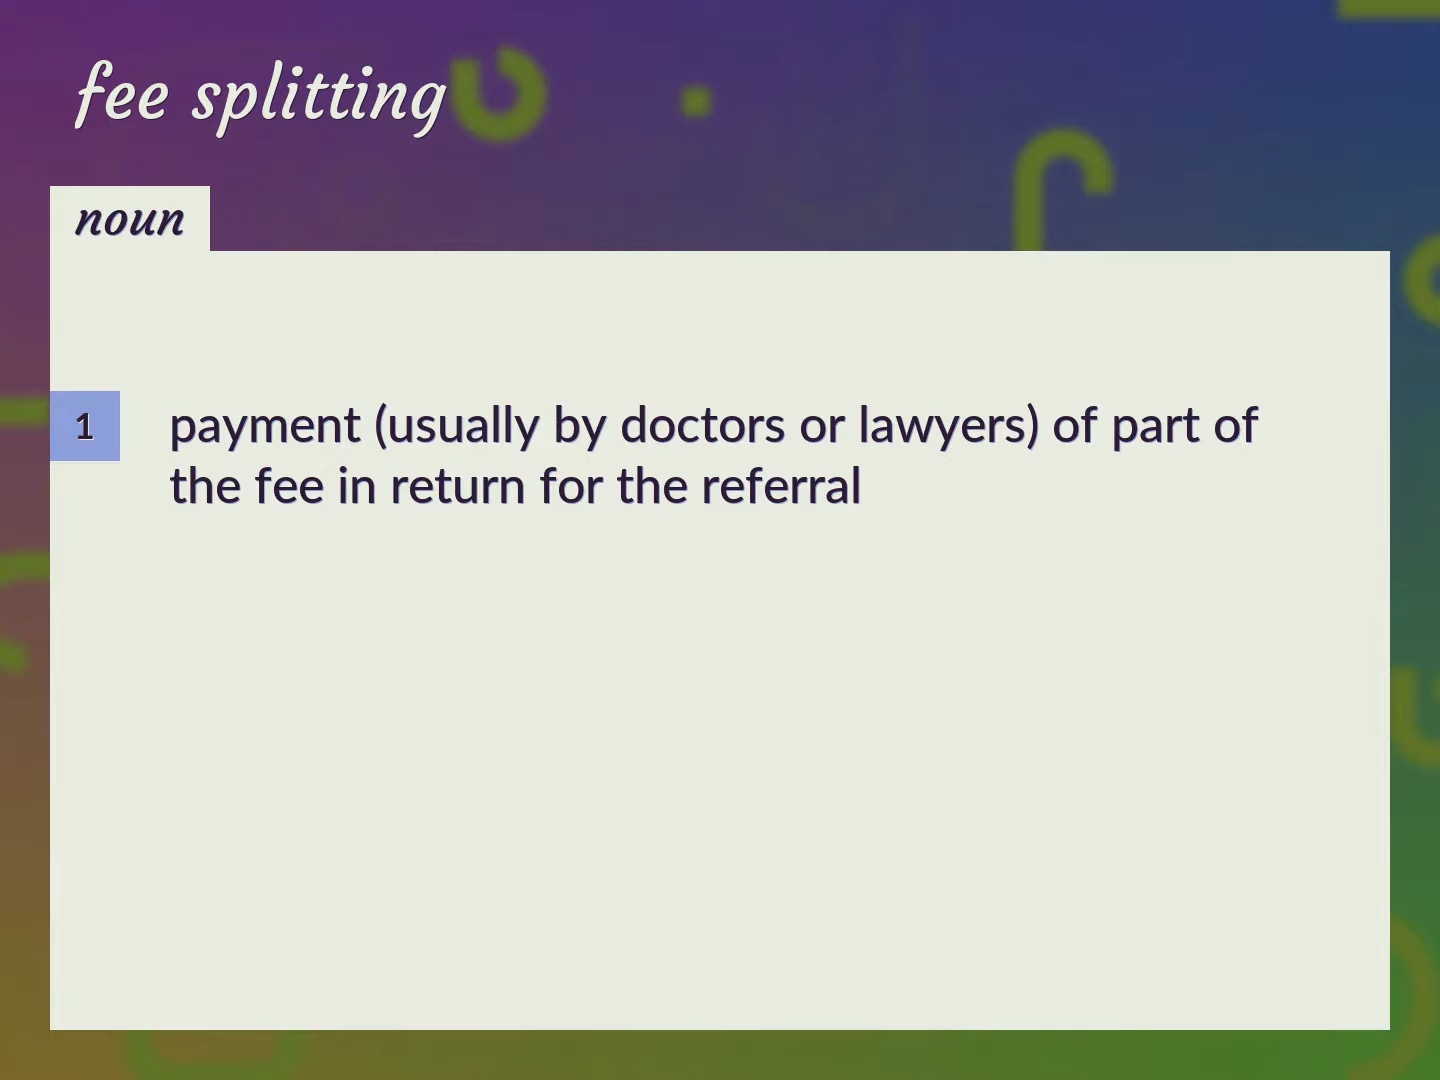 fee splitting
noun
1
payment (usually by doctors or lawyers) of part of
the fee in return for the referral